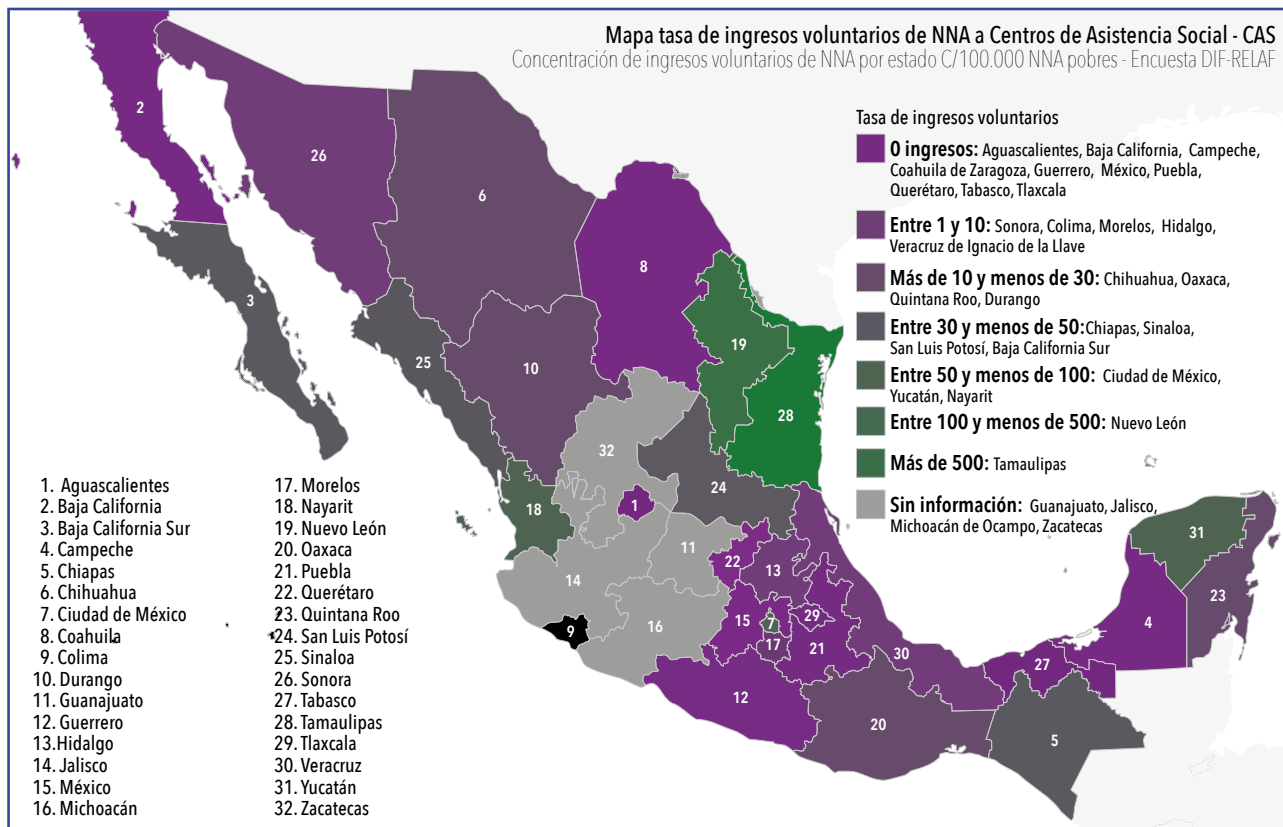 Mapa tasa de ingresos voluntarios de NNA a Centros de Asistencia Social - CAS
Concentración de ingresos voluntarios de NNA por estado C/100.000 NNA pobres - Encuesta DIF-RELAF
Tasa de ingresos voluntarios
0 ingresos: Aguascalientes, Baja California, Campeche,
Coahuila de Zaragoza, Guerrero, México, Puebla,
Querétaro, Tabasco, Tlaxcala
Entre 1 y 10: Sonora, Colima, Morelos, Hidalgo,
Veracruz de Ignacio de la Llave
Más de 10 y menos de 30: Chihuahua, Oaxaca,
Quintana Roo, Durango
Entre 30 y menos de 50:Chiapas, Sinaloa,
San Luis Potosí, Baja California Sur
Entre 50 y menos de 100: Ciudad de México,
Yucatán, Nayarit
Entre 100 y menos de 500: Nuevo León
Más de 500: Tamaulipas
Sin información: Guanajuato, Jalisco,
Michoacán de Ocampo, Zacatecas
2
26
6
8
3
19
25
10
28
32
24
1
18
11
22
13
14
31
23
29
15
7
16
9
4
17
21
30
27
12
20
5
1. Aguascalientes
2. Baja California
3. Baja California Sur
4. Campeche
5. Chiapas
6. Chihuahua
7. Ciudad de México
8. Coahuila
9. Colima
10. Durango
11. Guanajuato
12. Guerrero
13.Hidalgo
14. Jalisco
15. México
16. Michoacán
17. Morelos
18. Nayarit
19. Nuevo León
20. Oaxaca
21. Puebla
22. Querétaro
23. Quintana Roo
24. San Luis Potosí
25. Sinaloa
26. Sonora
27. Tabasco
28. Tamaulipas
29. Tlaxcala
30. Veracruz
31. Yucatán
32. Zacatecas